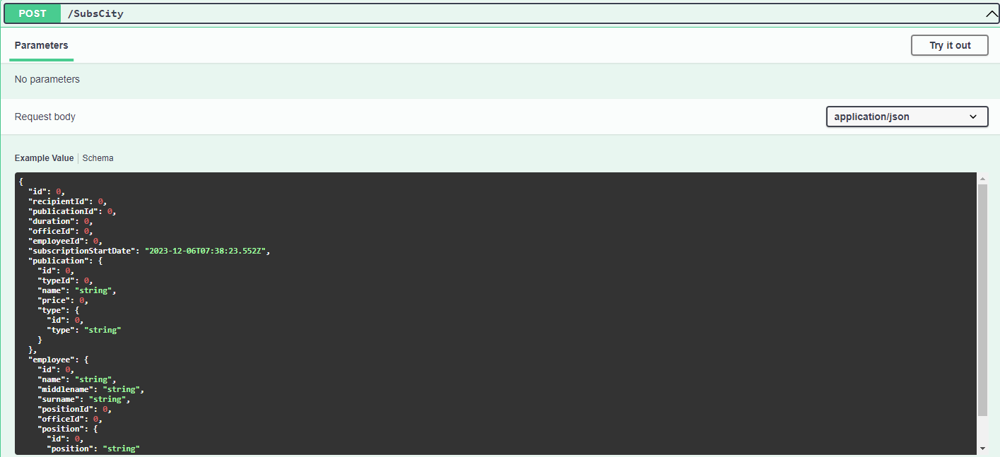 POST /SubsCity
Parameters
Try it out
No parameters
Request body
application/json
Example Value Schema
{
  "id": 0,
  "recipientId": 0,
  "publicationId": 0,
  "duration": 0,
  "officeId": 0,
  "employeeId": 0,
  "subscriptionStartDate": "2023-12-06T07:38:23.552Z",
  "publication": {
    "id": 0,
    "typeId": 0,
    "name": "string",
    "price": 0,
    "type": {
      "id": 0,
      "type": "string"
    }
  },
  "employee": {
    "id": 0,
    "name": "string",
    "middlename": "string",
    "surname": "string",
    "positionId": 0,
    "officeId": 0,
    "position": {
      "id": 0,
      "position": "string"